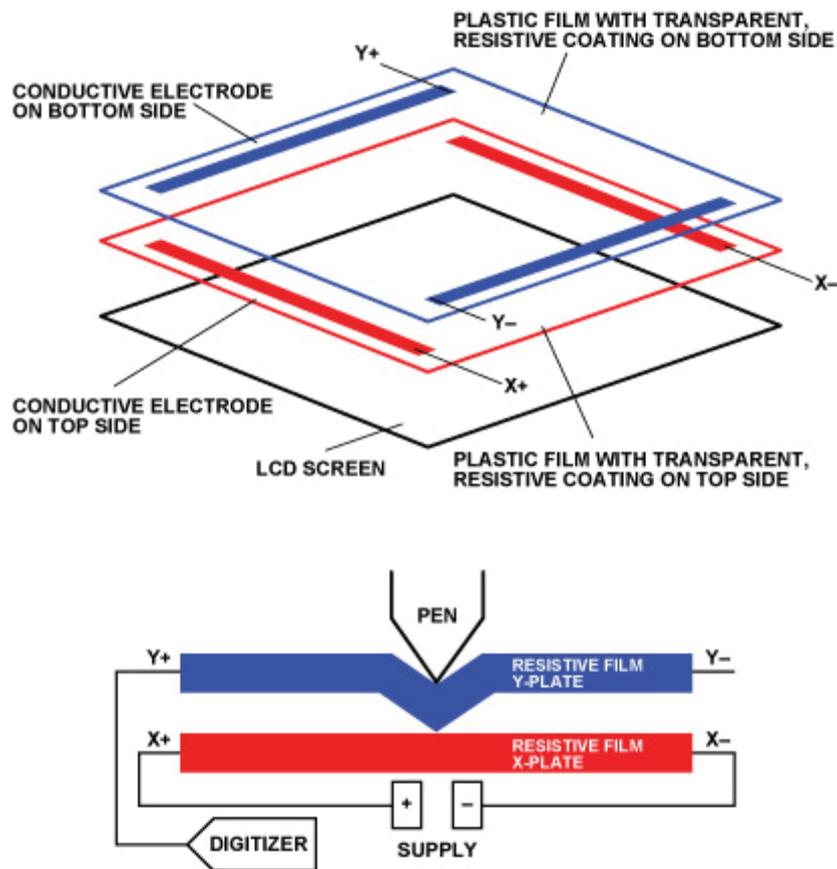 PLASTIC FILM WITH TRANSPARENT,
RESISTIVE COATING ON BOTTOM SIDE
Y+
CONDUCTIVE ELECTRODE
ON BOTTOM SIDE
X–
Y–
X+
CONDUCTIVE ELECTRODE
ON TOP SIDE
LCD SCREEN
PLASTIC FILM WITH TRANSPARENT,
RESISTIVE COATING ON TOP SIDE
PEN
Y+
RESISTIVE FILM
Y-PLATE
Y–
X+
RESISTIVE FILM
X-PLATE
X–
+
–
DIGITIZER
SUPPLY